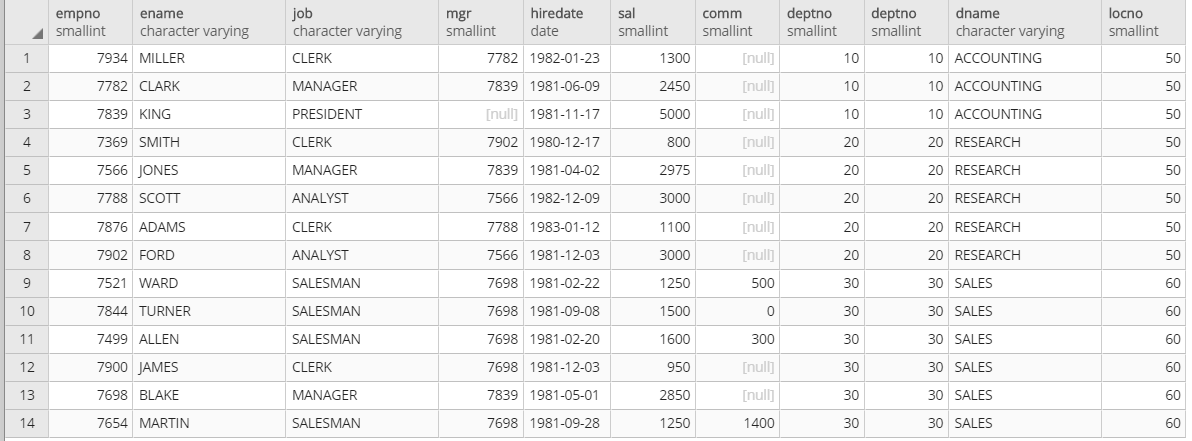 empno ename job mgr hiredate sal comm deptno deptno dname locno
smallint character varying character varying smallint date smallint smallint smallint smallint character varying smallint
1 7934 MILLER CLERK 7782 1982-01-23 1300 [null] 10 10 ACCOUNTING 50
2 7782 CLARK MANAGER 7839 1981-06-09 2450 [null] 10 10 ACCOUNTING 50
3 7839 KING PRESIDENT [null] 1981-11-17 5000 [null] 10 10 ACCOUNTING 50
4 7369 SMITH CLERK 7902 1980-12-17 800 [null] 20 20 RESEARCH 50
5 7566 JONES MANAGER 7839 1981-04-02 2975 [null] 20 20 RESEARCH 50
6 7788 SCOTT ANALYST 7566 1982-12-09 3000 [null] 20 20 RESEARCH 50
7 7876 ADAMS CLERK 7788 1983-01-12 1100 [null] 20 20 RESEARCH 50
8 7902 FORD ANALYST 7566 1981-12-03 3000 [null] 20 20 RESEARCH 50
9 7521 WARD SALESMAN 7698 1981-02-22 1250 500 30 30 SALES 60
10 7844 TURNER SALESMAN 7698 1981-09-08 1500 0 30 30 SALES 60
11 7499 ALLEN SALESMAN 7698 1981-02-20 1600 300 30 30 SALES 60
12 7900 JAMES CLERK 7698 1981-12-03 950 [null] 30 30 SALES 60
13 7698 BLAKE MANAGER 7839 1981-05-01 2850 [null] 30 30 SALES 60
14 7654 MARTIN SALESMAN 7698 1981-09-28 1250 1400 30 30 SALES 60